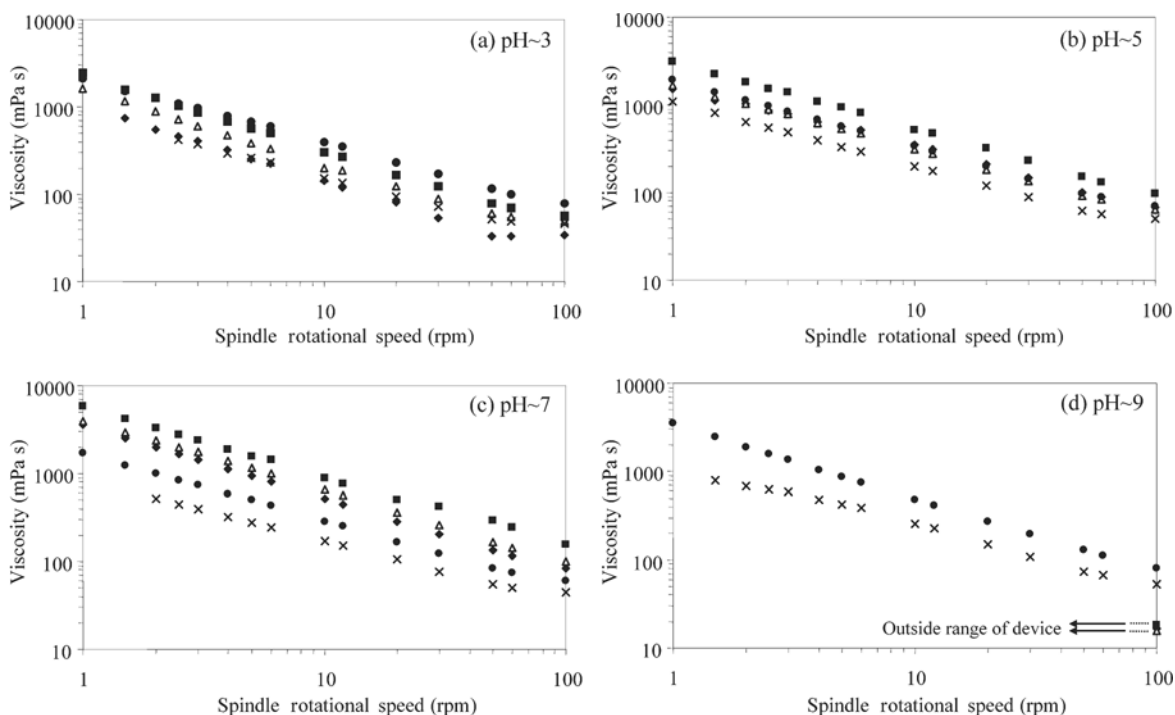 (a) pH~3
Viscosity (mPa s)
10000
1000
100
10
1 10 100
Spindle rotational speed (rpm)
(b) pH~5
Viscosity (mPa s)
10000
1000
100
10
1 10 100
Spindle rotational speed (rpm)
(c) pH~7
Viscosity (mPa s)
10000
1000
100
10
1 10 100
Spindle rotational speed (rpm)
(d) pH~9
Viscosity (mPa s)
10000
1000
100
10
Outside range of device
1 10 100
Spindle rotational speed (rpm)